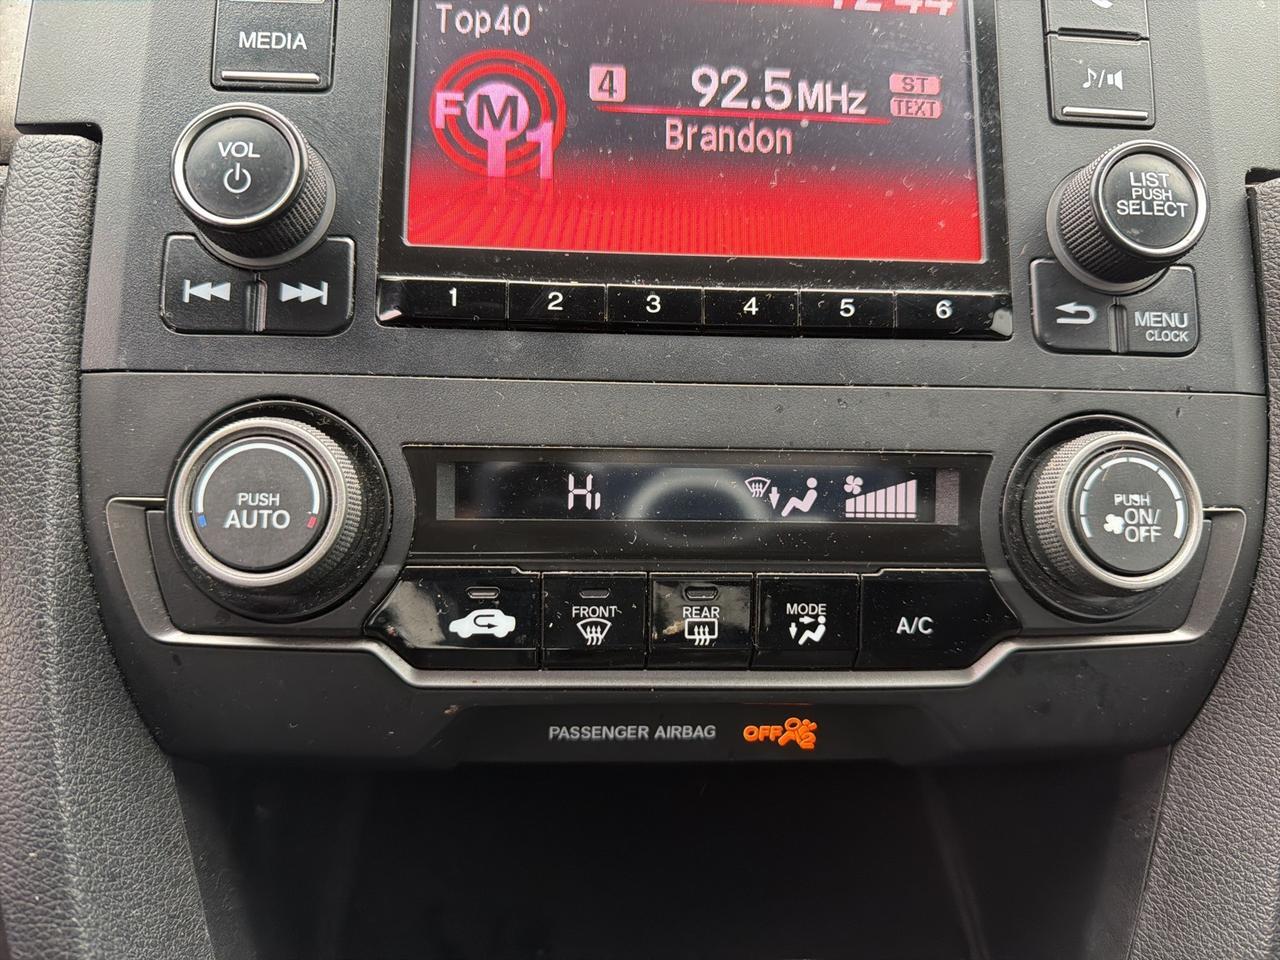 Top40
MEDIA
4 92.5MHz ST
FM 1 TEXT
Brandon
VOL
LIST
PUSH
SELECT
1 2 3 4 5 6
MENU
CLOCK
Hi
PUSH
AUTO
PUSH
ON/
OFF
FRONT
REAR
MODE
A/C
PASSENGER AIRBAG OFF 2